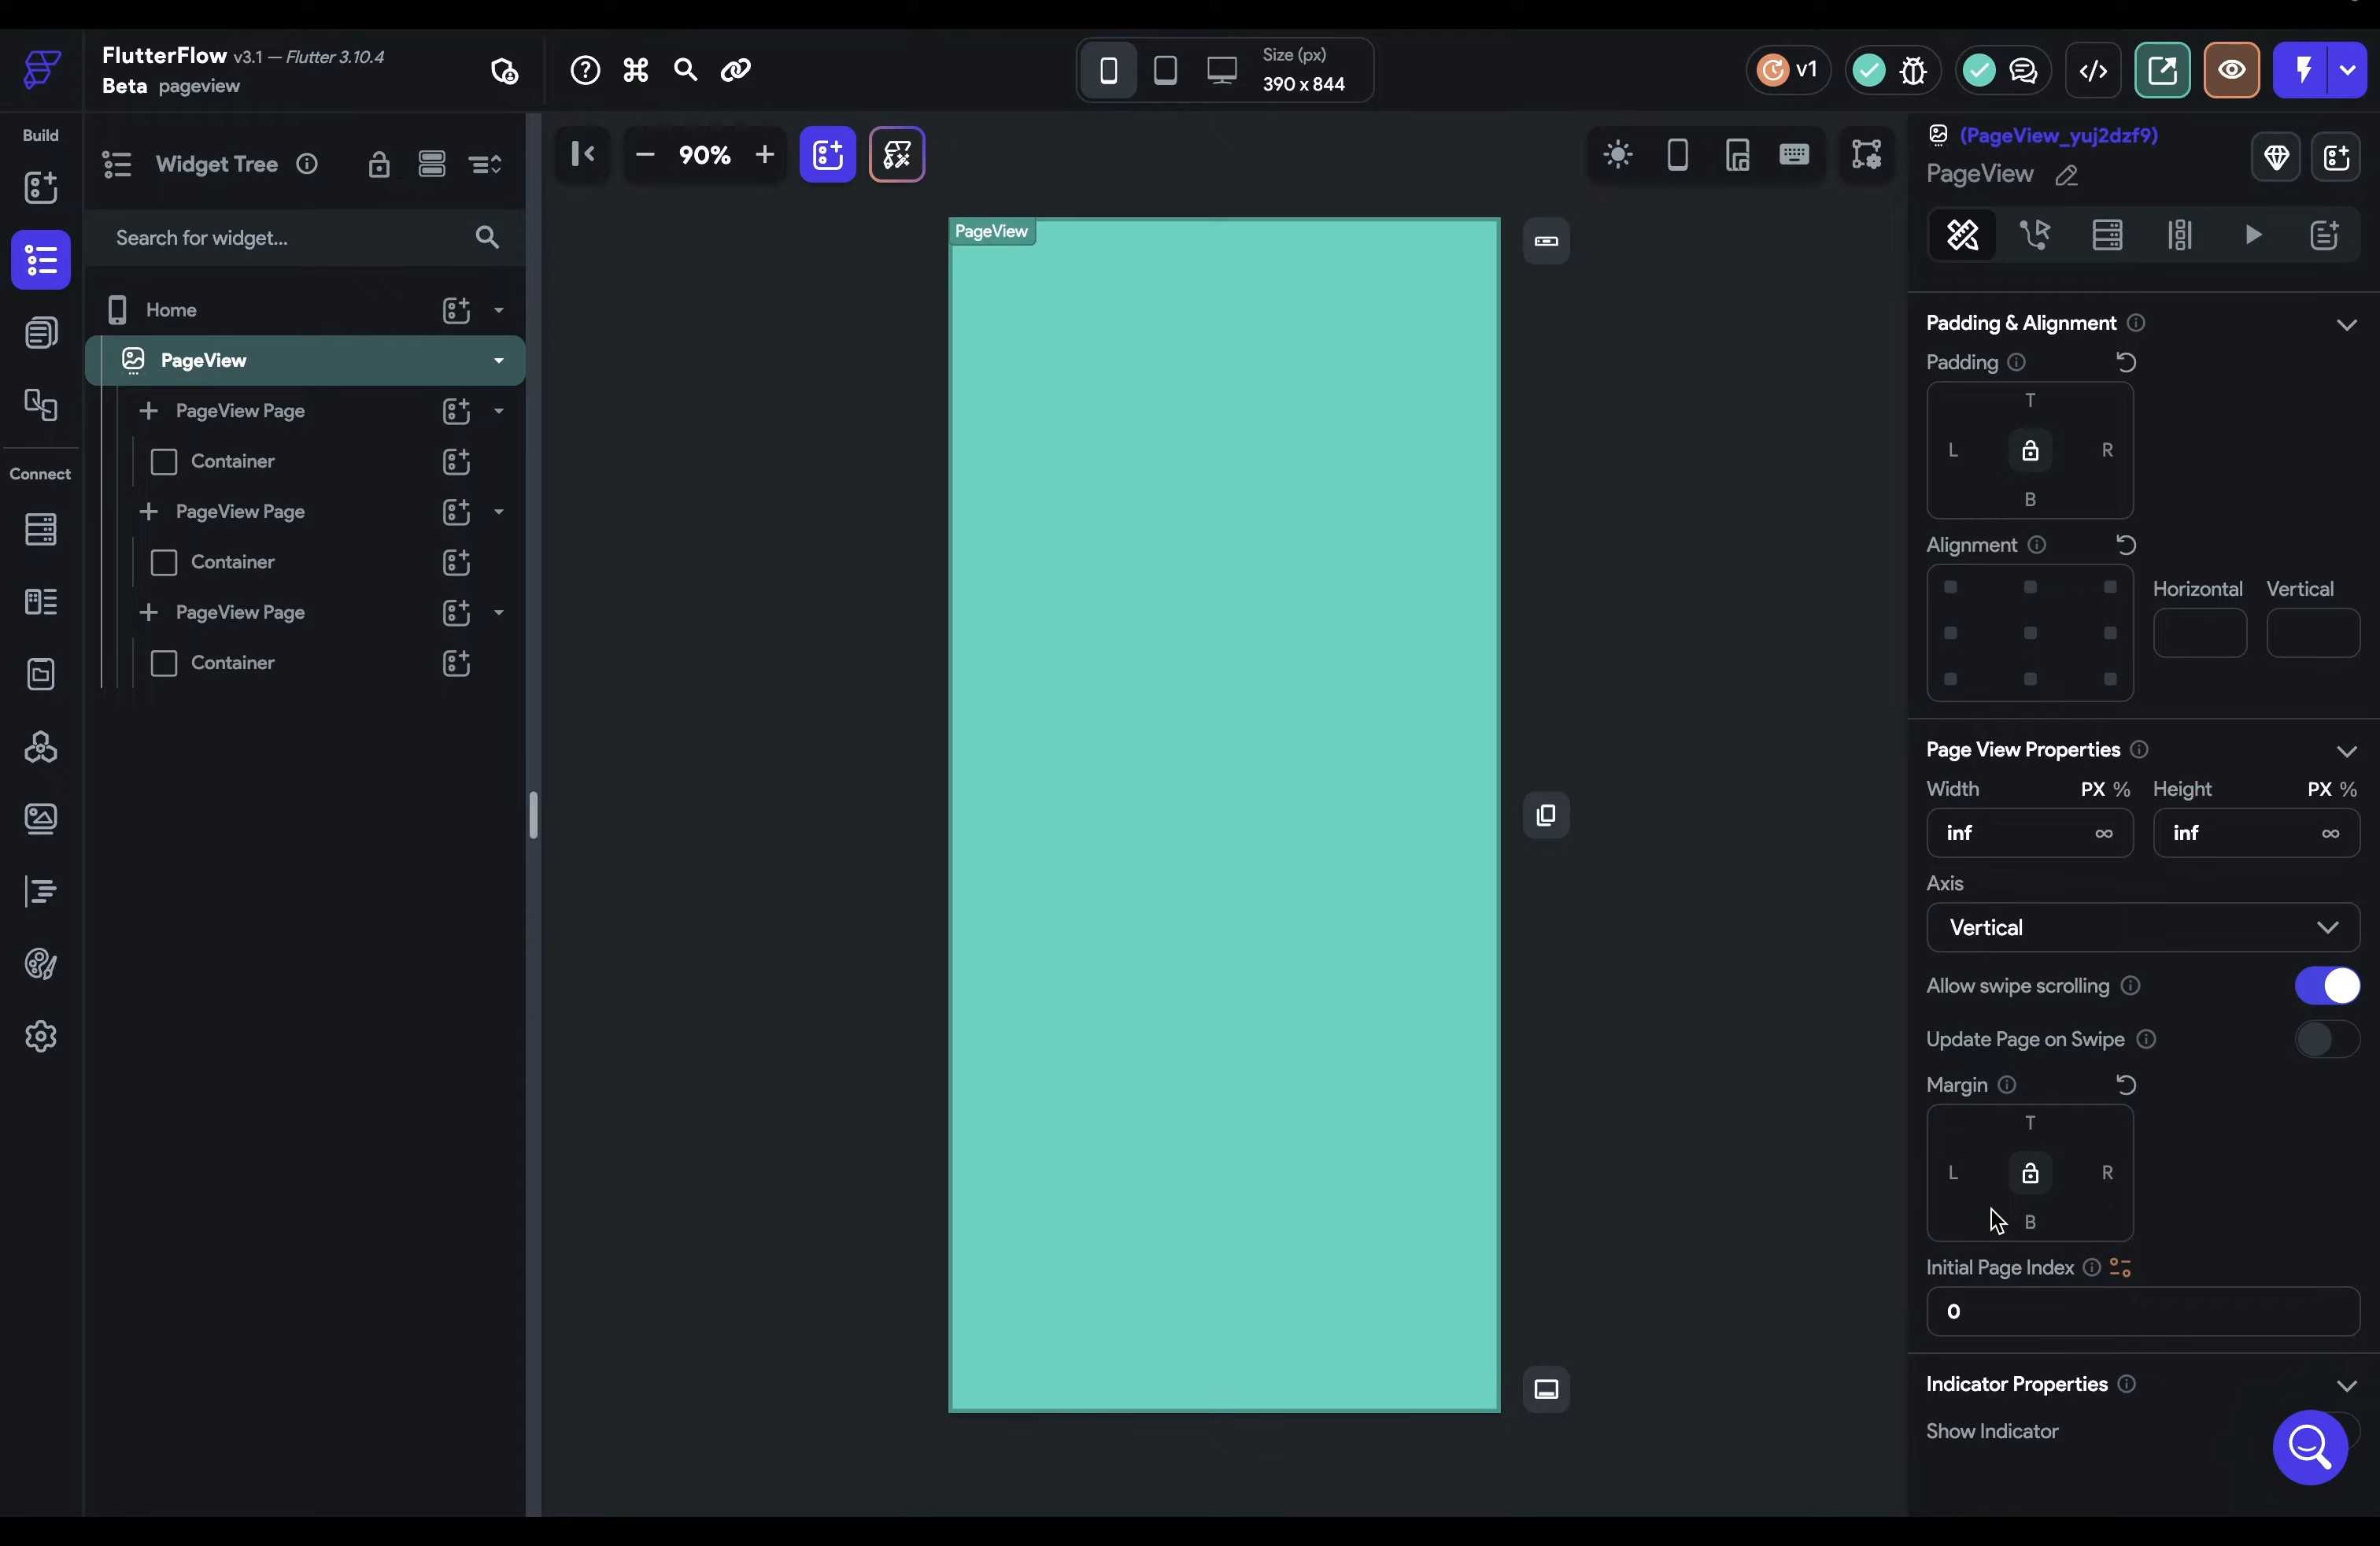 FlutterFlow v3.1 — Flutter 3.10.4
Beta pageview
Size (px)
390 x 844
v1
Build
Connect
Widget Tree
Search for widget...
Home
PageView
PageView Page
Container
PageView Page
Container
PageView Page
Container
90%
PageView
(PageView_yuj2dzf9)
PageView
Padding & Alignment
Padding
T
L R
B
Alignment
Horizontal Vertical
Page View Properties
Width PX % Height PX %
inf ∞ inf ∞
Axis
Vertical
Allow swipe scrolling
Update Page on Swipe
Margin
T
L R
B
Initial Page Index
0
Indicator Properties
Show Indicator